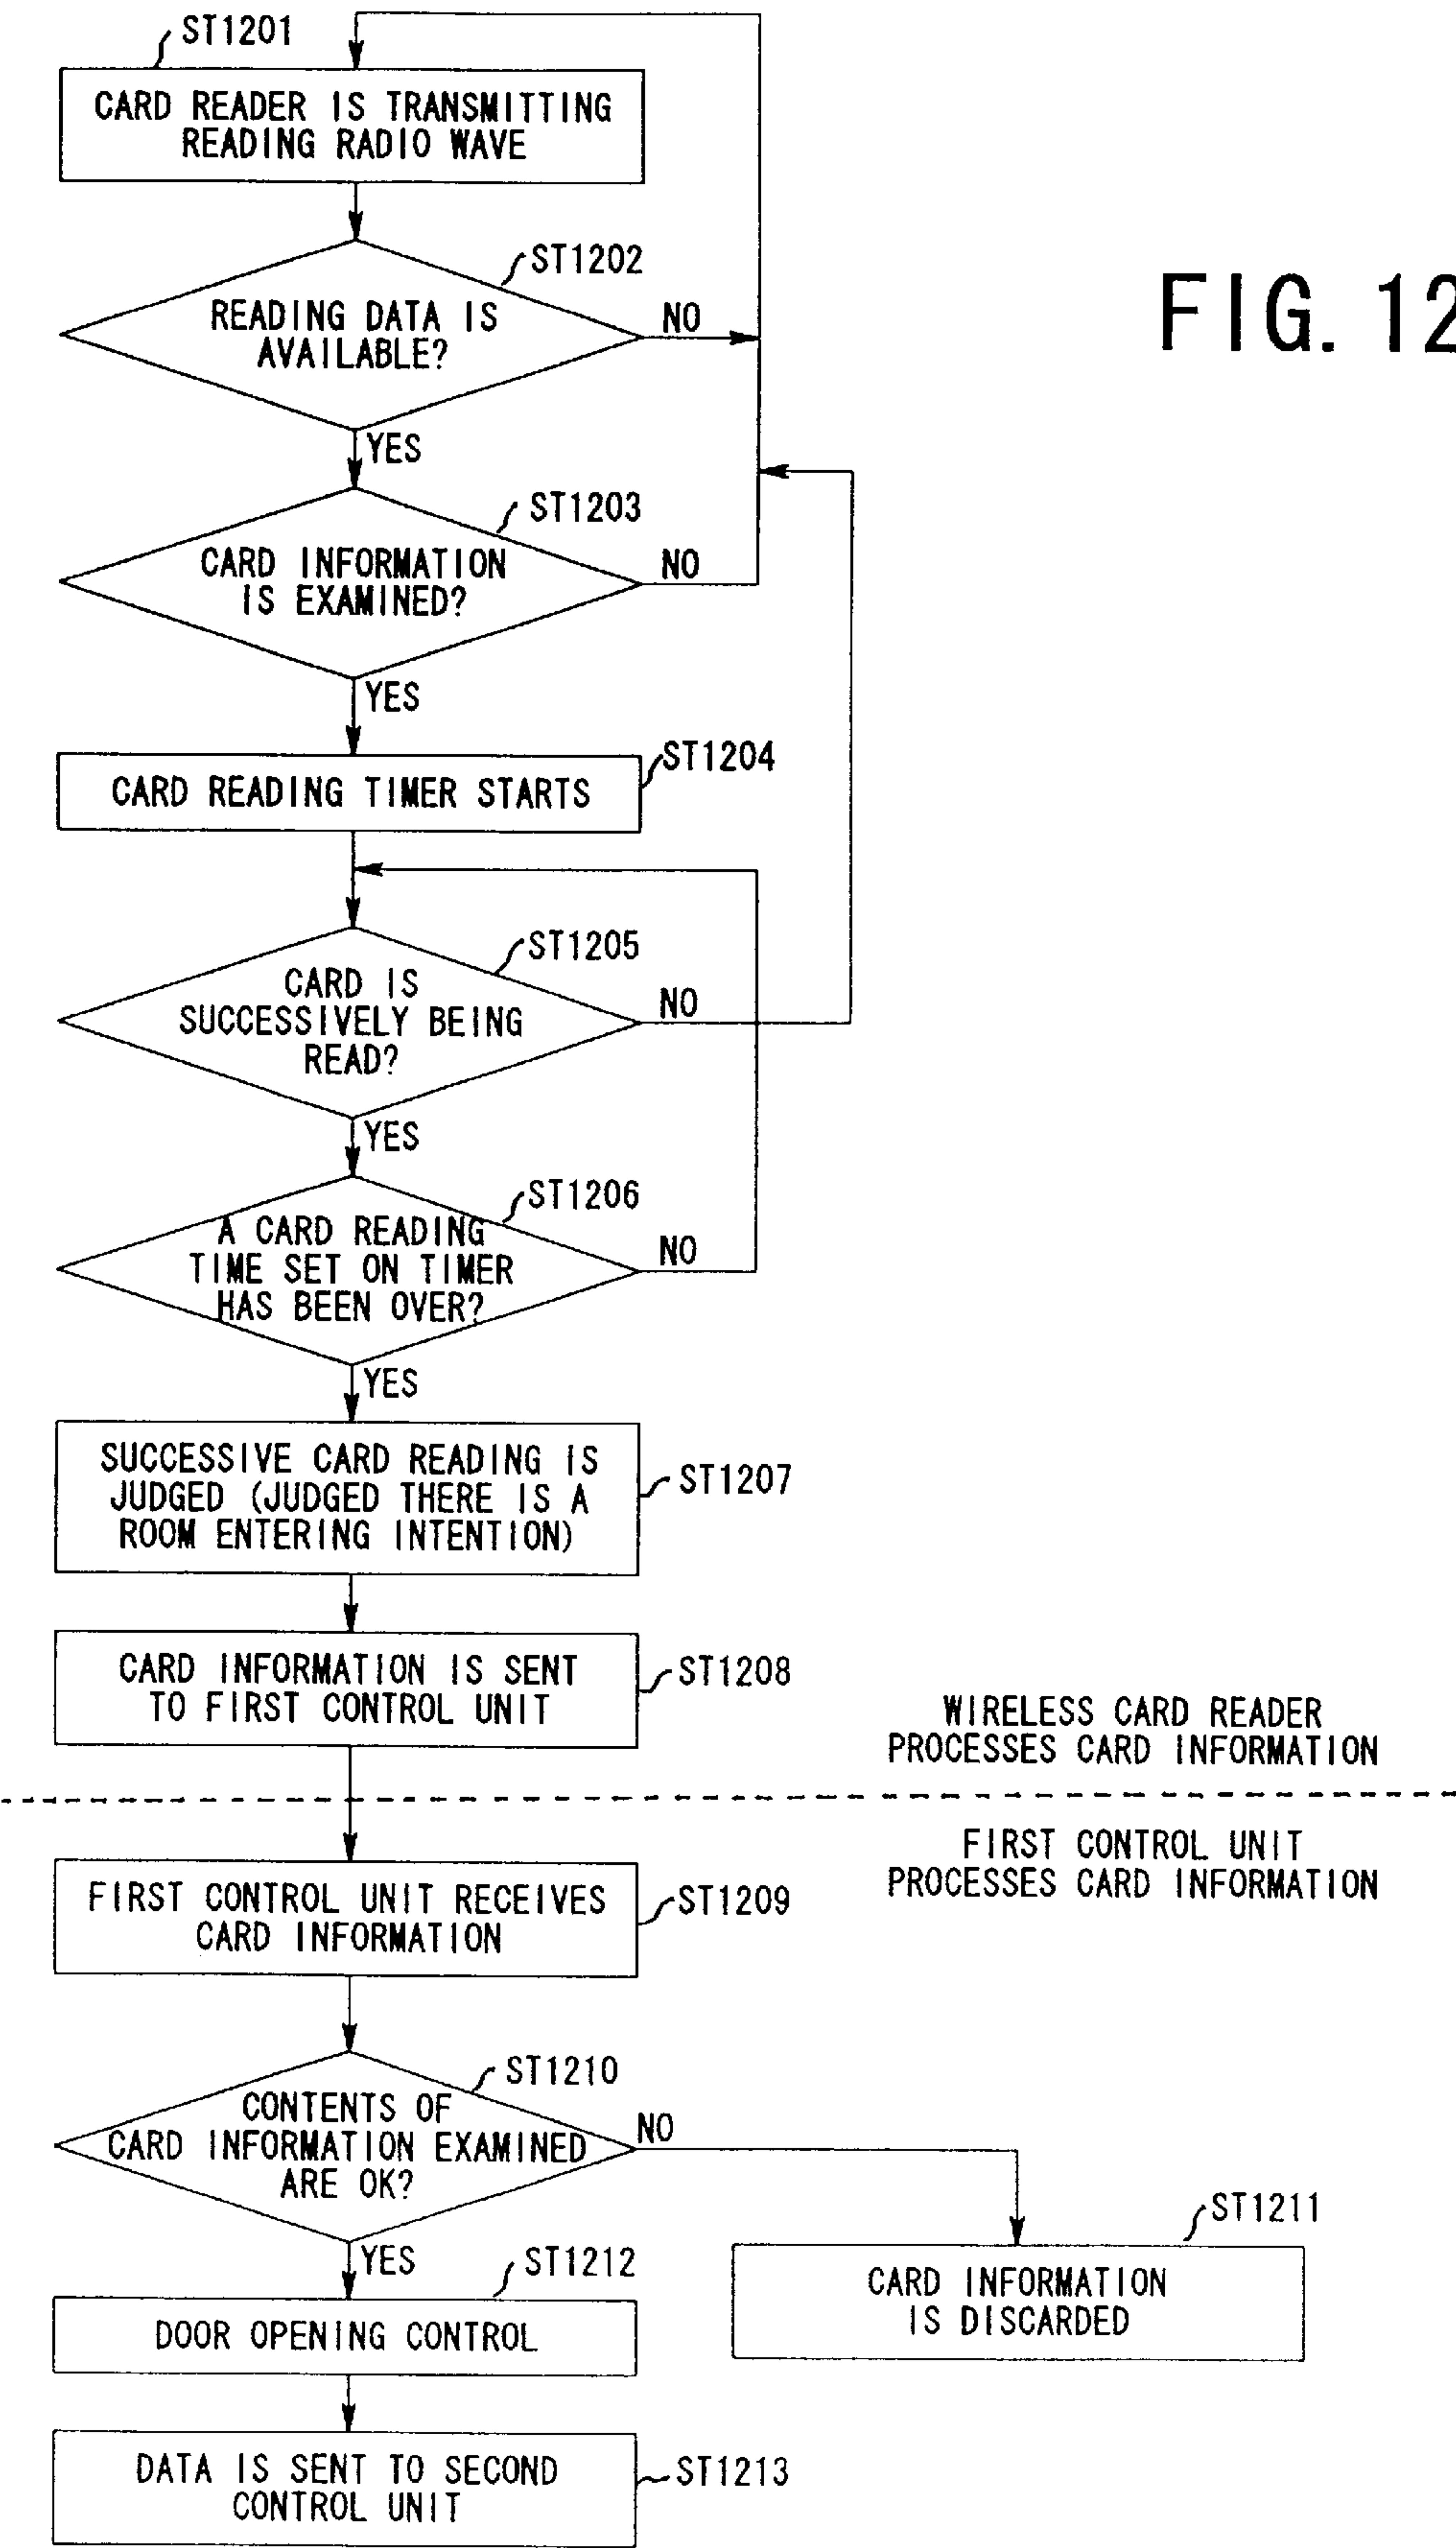 ST1201
CARD READER IS TRANSMITTING
READING RADIO WAVE
ST1202
READING DATA IS
AVAILABLE?
NO
FIG. 12
YES
ST1203
CARD INFORMATION
IS EXAMINED?
NO
YES
ST1204
CARD READING TIMER STARTS
ST1205
CARD IS
SUCCESSIVELY BEING
READ?
NO
YES
ST1206
A CARD READING
TIME SET ON TIMER
HAS BEEN OVER?
NO
YES
SUCCESSIVE CARD READING IS
JUDGED (JUDGED THERE IS A
ROOM ENTERING INTENTION)
ST1207
CARD INFORMATION IS SENT
TO FIRST CONTROL UNIT
ST1208
WIRELESS CARD READER
PROCESSES CARD INFORMATION
FIRST CONTROL UNIT
PROCESSES CARD INFORMATION
FIRST CONTROL UNIT RECEIVES
CARD INFORMATION
ST1209
ST1210
CONTENTS OF
CARD INFORMATION EXAMINED
ARE OK?
NO
YES
ST1211
CARD INFORMATION
IS DISCARDED
ST1212
DOOR OPENING CONTROL
DATA IS SENT TO SECOND
CONTROL UNIT
ST1213